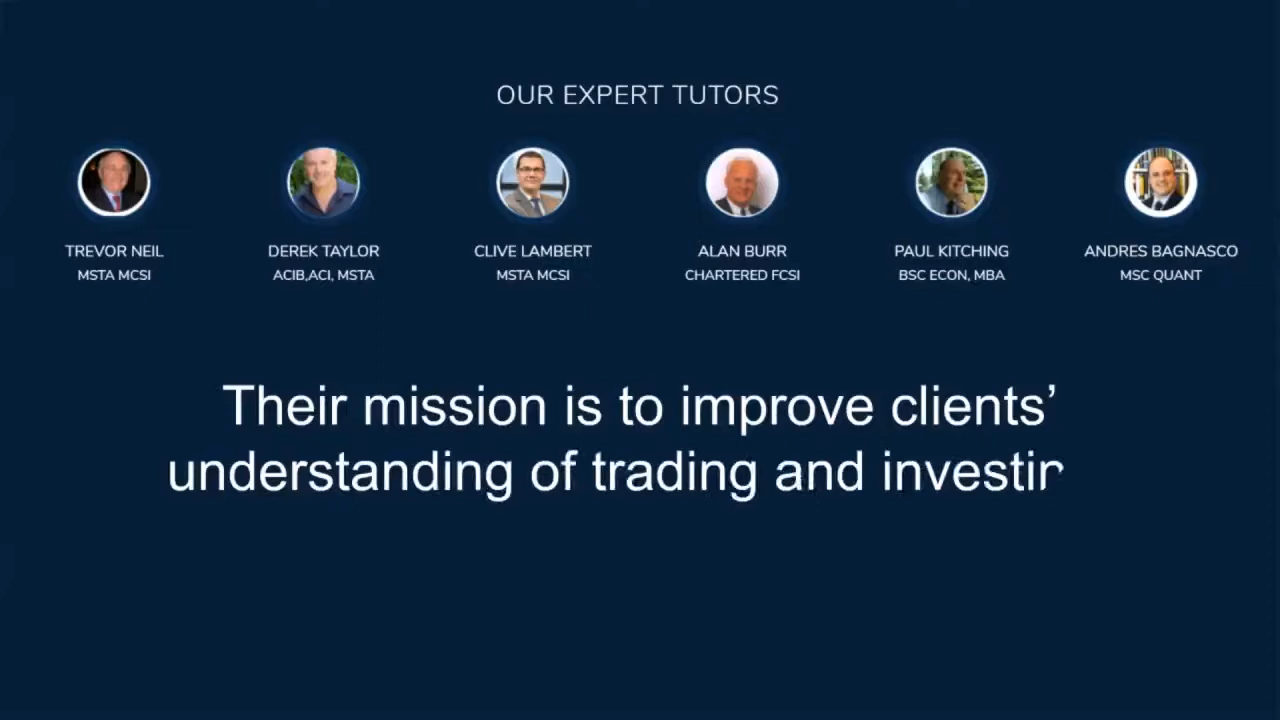 OUR EXPERT TUTORS
TREVOR NEIL
MSTA MCSI
DEREK TAYLOR
ACIB,ACI, MSTA
CLIVE LAMBERT
MSTA MCSI
ALAN BURR
CHARTERED FCSI
PAUL KITCHING
BSC ECON, MBA
ANDRES BAGNASCO
MSC QUANT
Their mission is to improve clients’
understanding of trading and investin